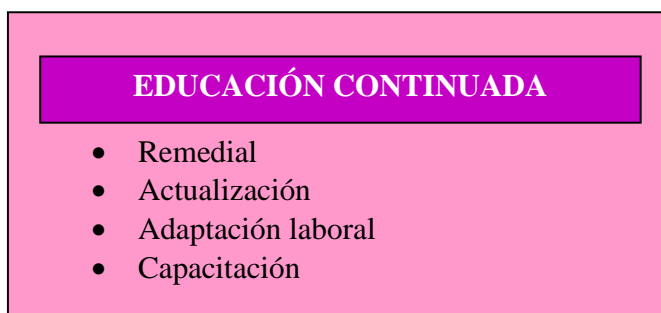 EDUCACIÓN CONTINUADA
• Remedial
• Actualización
• Adaptación laboral
• Capacitación